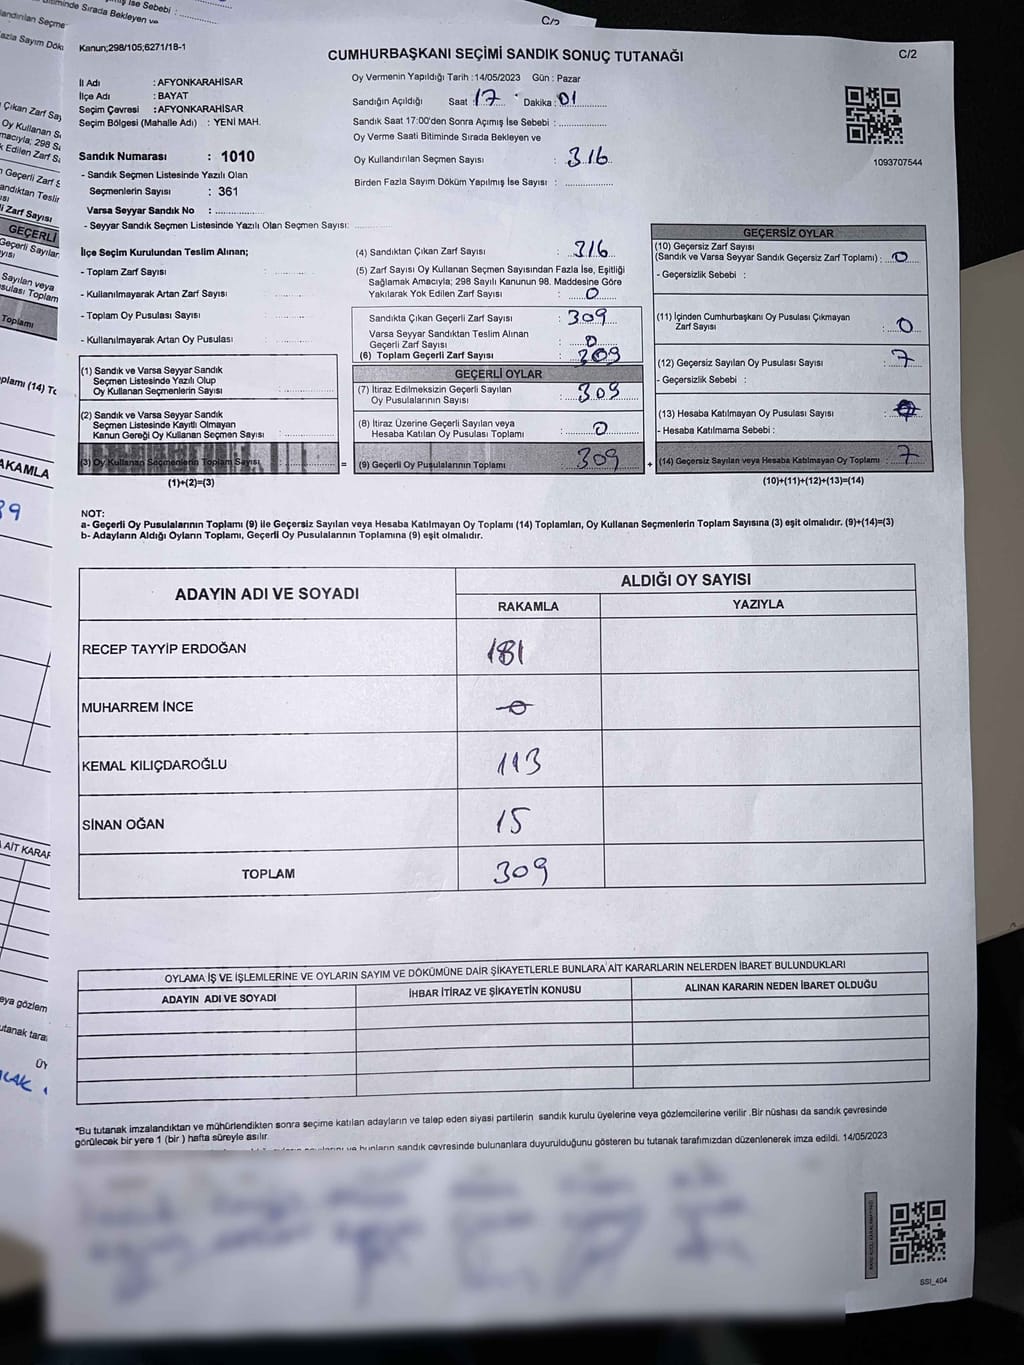 Kanun;298/105;6271/18-1
CUMHURBAŞKANI SEÇİMİ SANDIK SONUÇ TUTANAĞI
C/2
İl Adı : AFYONKARAHİSAR
İlçe Adı : BAYAT
Seçim Çevresi : AFYONKARAHİSAR
Seçim Bölgesi (Mahalle Adı) : YENİ MAH.
Sandık Numarası : 1010
- Sandık Seçmen Listesinde Yazılı Olan
Seçmenlerin Sayısı : 361
Varsa Seyyar Sandık No : ................
- Seyyar Sandık Seçmen Listesinde Yazılı Olan Seçmen Sayısı: ............
Oy Vermenin Yapıldığı Tarih :14/05/2023 Gün : Pazar
Sandığın Açıldığı Saat : 17 Dakika : 01
Sandık Saat 17:00'den Sonra Açımış İse Sebebi : ................
Oy Verme Saati Bitiminde Sırada Bekleyen ve
Oy Kullandırılan Seçmen Sayısı : 316
Birden Fazla Sayım Döküm Yapılmış İse Sayısı : ................
1093707544
İlçe Seçim Kurulundan Teslim Alınan;
- Toplam Zarf Sayısı : ............
- Kullanılmayarak Artan Zarf Sayısı : ............
- Toplam Oy Pusulası Sayısı : ............
- Kullanılmayarak Artan Oy Pusulası : ............
(1) Sandık ve Varsa Seyyar Sandık
Seçmen Listesinde Yazılı Olup
Oy Kullanan Seçmenlerin Sayısı : ............
(2) Sandık ve Varsa Seyyar Sandık
Seçmen Listesinde Kayıtlı Olmayan
Kanun Gereği Oy Kullanan Seçmen Sayısı : ............
(3) Oy Kullanan Seçmenlerin Toplam Sayısı : ............ =
(1)+(2)=(3)
(4) Sandıktan Çıkan Zarf Sayısı : 316
(5) Zarf Sayısı Oy Kullanan Seçmen Sayısından Fazla İse, Eşitliği
Sağlamak Amacıyla; 298 Sayılı Kanunun 98. Maddesine Göre
Yakılarak Yok Edilen Zarf Sayısı : 0
Sandıkta Çıkan Geçerli Zarf Sayısı : 309
Varsa Seyyar Sandıktan Teslim Alınan
Geçerli Zarf Sayısı : 0
(6) Toplam Geçerli Zarf Sayısı : 309
GEÇERLİ OYLAR
(7) İtiraz Edilmeksizin Geçerli Sayılan
Oy Pusulalarının Sayısı : 309
(8) İtiraz Üzerine Geçerli Sayılan veya
Hesaba Katılan Oy Pusulası Toplamı : 0
(9) Geçerli Oy Pusulalarının Toplamı 309 +
GEÇERSİZ OYLAR
(10) Geçersiz Zarf Sayısı
(Sandık ve Varsa Seyyar Sandık Geçersiz Zarf Toplamı) : 0
- Geçersizlik Sebebi :
(11) İçinden Cumhurbaşkanı Oy Pusulası Çıkmayan
Zarf Sayısı : 0
(12) Geçersiz Sayılan Oy Pusulası Sayısı : 7
- Geçersizlik Sebebi :
(13) Hesaba Katılmayan Oy Pusulası Sayısı :
- Hesaba Katılmama Sebebi :
(14) Geçersiz Sayılan veya Hesaba Katılmayan Oy Toplamı : 7
(10)+(11)+(12)+(13)=(14)
NOT:
a- Geçerli Oy Pusulalarının Toplamı (9) ile Geçersiz Sayılan veya Hesaba Katılmayan Oy Toplamı (14) Toplamları, Oy Kullanan Seçmenlerin Toplam Sayısına (3) eşit olmalıdır. (9)+(14)=(3)
b- Adayların Aldığı Oyların Toplamı, Geçerli Oy Pusulalarının Toplamına (9) eşit olmalıdır.
ADAYIN ADI VE SOYADI
ALDIĞI OY SAYISI
RAKAMLA YAZIYLA
RECEP TAYYİP ERDOĞAN 181
MUHARREM İNCE 0
KEMAL KILIÇDAROĞLU 113
SİNAN OĞAN 15
TOPLAM 309
OYLAMA İŞ VE İŞLEMLERİNE VE OYLARIN SAYIM VE DÖKÜMÜNE DAİR ŞİKAYETLERLE BUNLARA AİT KARARLARIN NELERDEN İBARET BULUNDUKLARI
ADAYIN ADI VE SOYADI İHBAR İTİRAZ VE ŞİKAYETİN KONUSU ALINAN KARARIN NEDEN İBARET OLDUĞU
*Bu tutanak imzalandıktan ve mühürlendikten sonra seçime katılan adayların ve talep eden siyasi partilerin sandık kurulu üyelerine veya gözlemcilerine verilir .Bir nüshası da sandık çevresinde
görülecek bir yere 1 (bir ) hafta süreyle asılır.
ve bunların sandık çevresinde bulunanlara duyurulduğunu gösteren bu tutanak tarafımızdan düzenlenerek imza edildi. 14/05/2023
SSI_404